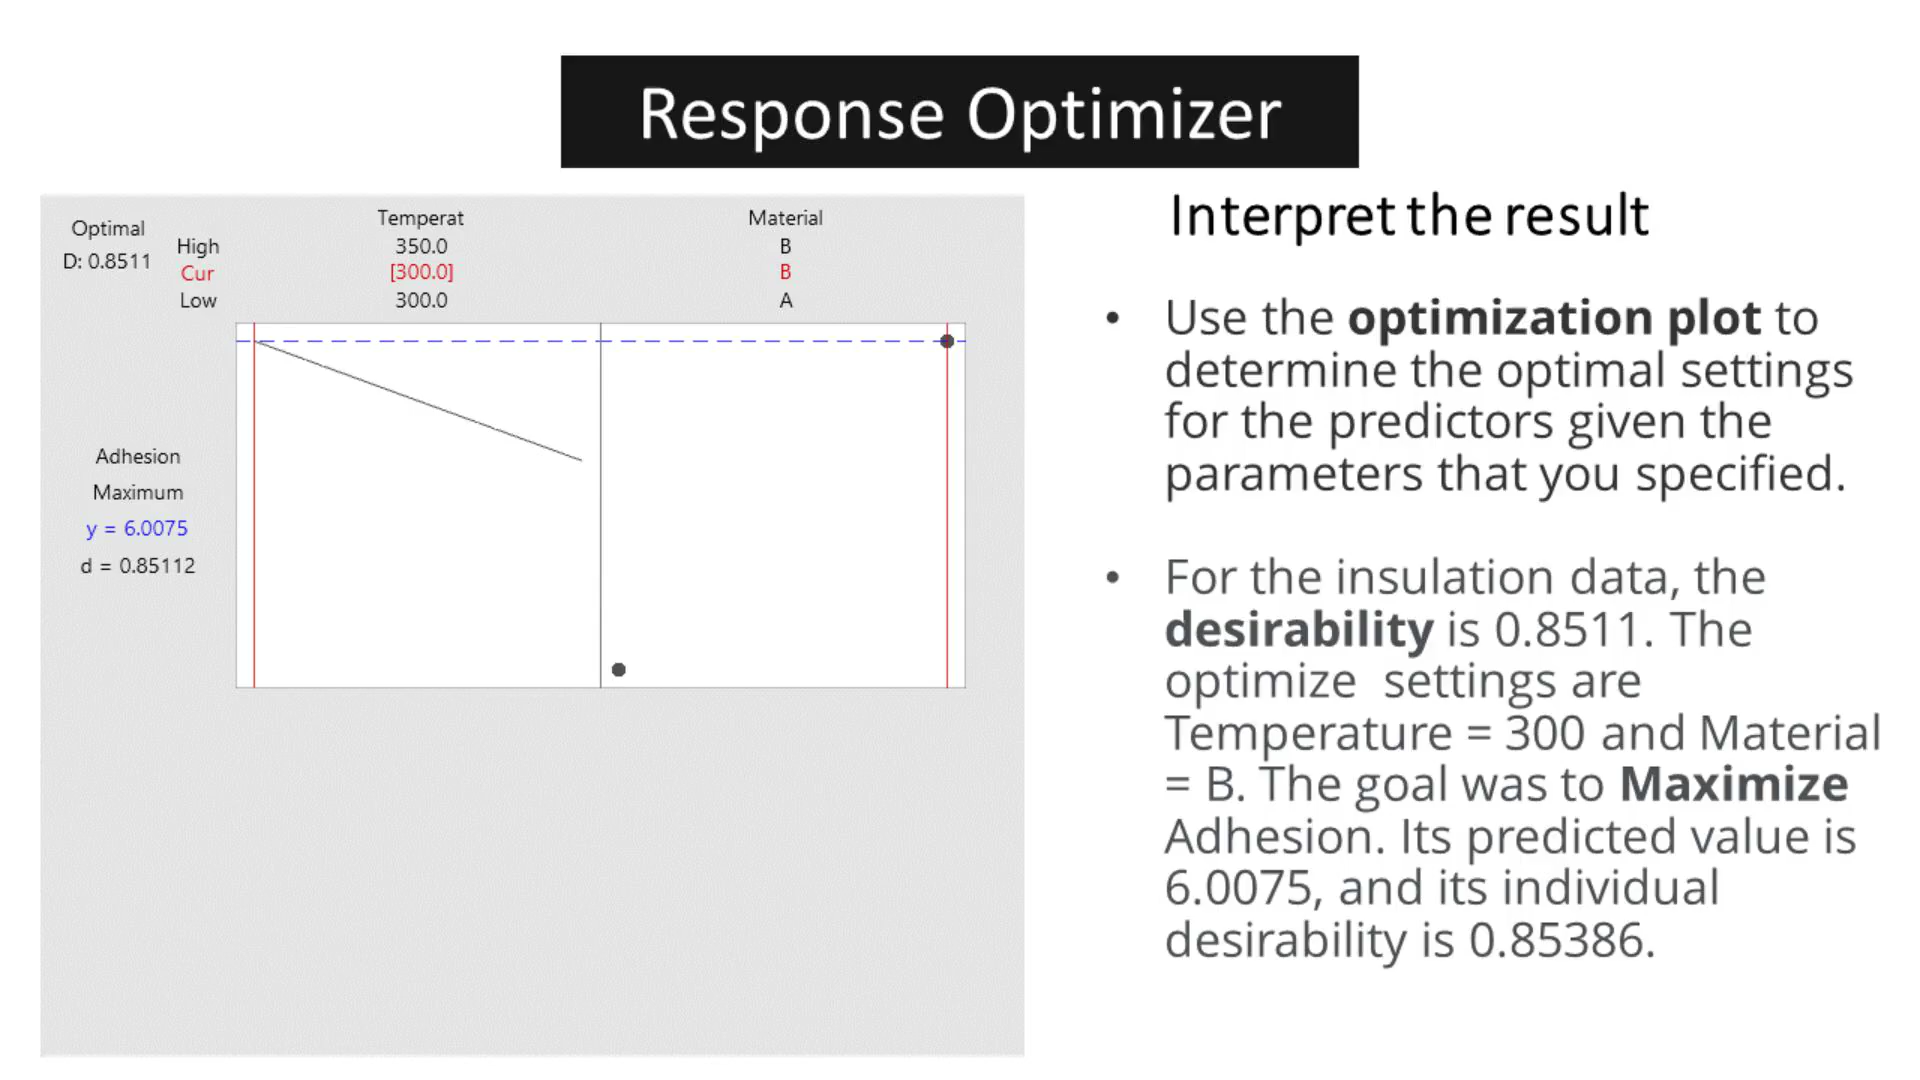 Response Optimizer
Optimal
D: 0.8511
High
Cur
Low
Temperat
350.0
[300.0]
300.0
Material
B
B
A
Adhesion
Maximum
y = 6.0075
d = 0.85112
Interpret the result
• Use the optimization plot to
determine the optimal settings
for the predictors given the
parameters that you specified.
• For the insulation data, the
desirability is 0.8511. The
optimize settings are
Temperature = 300 and Material
= B. The goal was to Maximize
Adhesion. Its predicted value is
6.0075, and its individual
desirability is 0.85386.